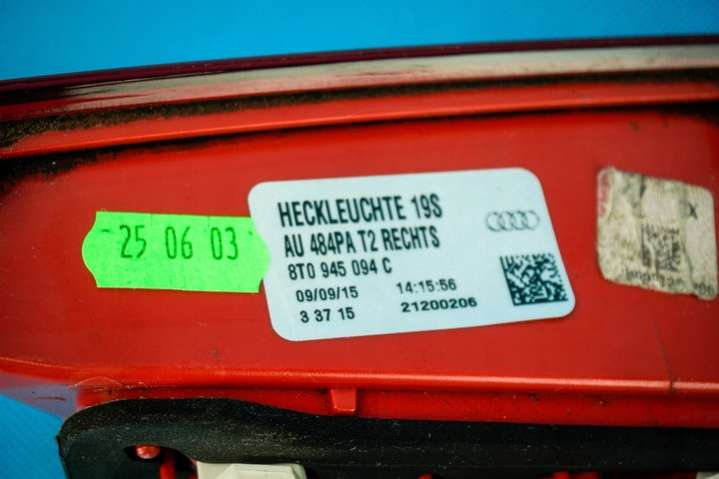 25 06 03
HECKLEUCHTE 19S
AU 484PA T2 RECHTS
8T0 945 094 C
09/09/15 14:15:56
3 37 15 21200206
X